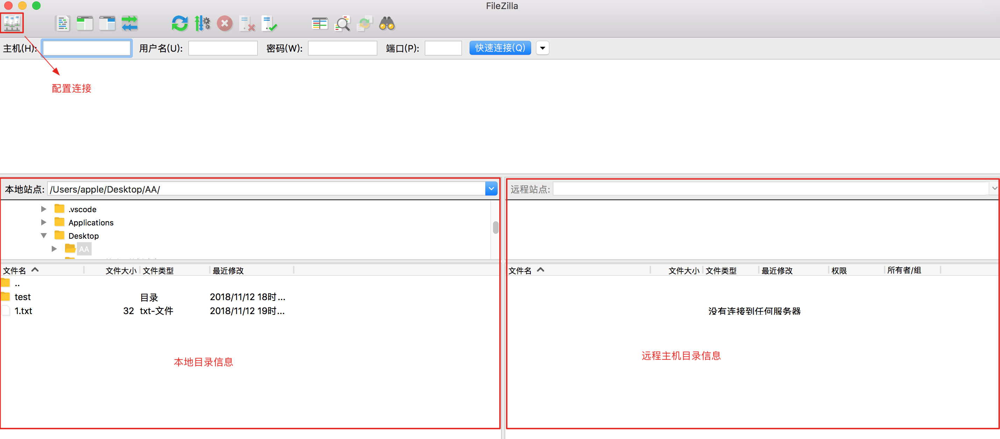 FileZilla
主机(H): 用户名(U): 密码(W): 端口(P): 快速连接(Q)
配置连接
本地站点: /Users/apple/Desktop/AA/
.vscode
Applications
Desktop
AA
文件名 文件大小 文件类型 最近修改
..
test 目录 2018/11/12 18时...
1.txt 32 txt-文件 2018/11/12 19时...
本地目录信息
远程站点:
文件名 文件大小 文件类型 最近修改 权限 所有者/组
没有连接到任何服务器
远程主机目录信息